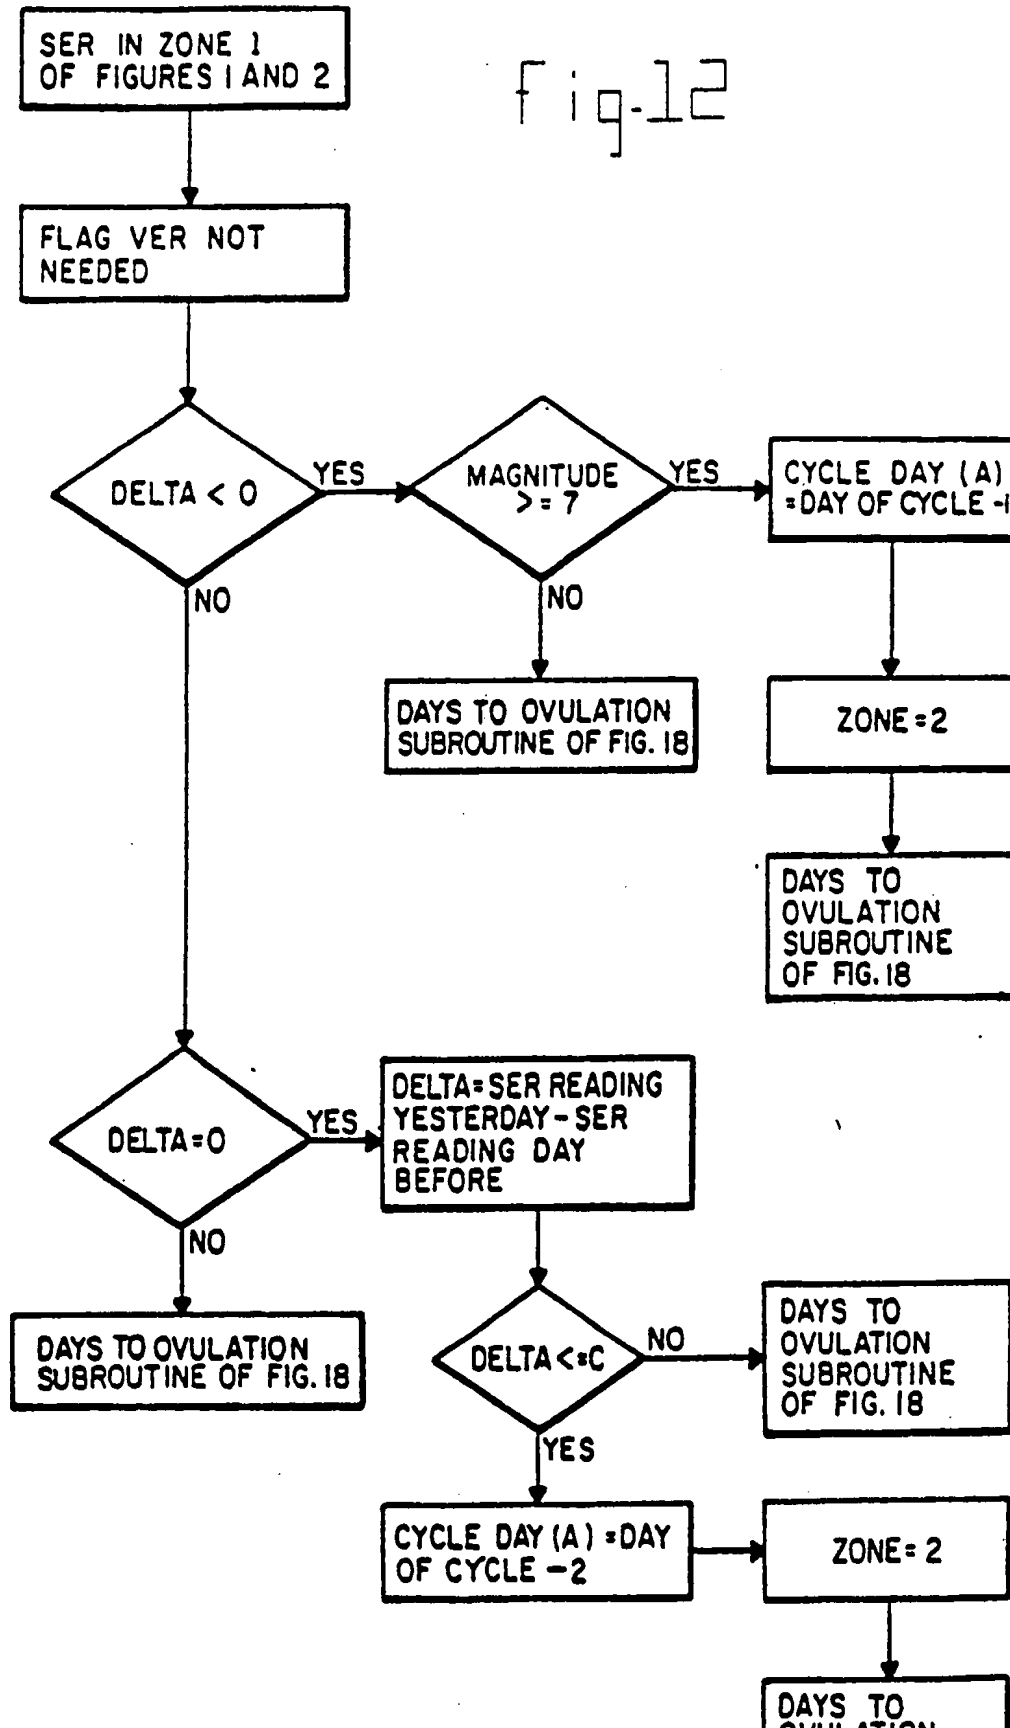 SER IN ZONE 1
OF FIGURES 1 AND 2
fig-12
FLAG VER NOT
NEEDED
DELTA < 0
YES
NO
MAGNITUDE
>= 7
YES
NO
CYCLE DAY (A)
=DAY OF CYCLE -1
DAYS TO OVULATION
SUBROUTINE OF FIG. 18
ZONE=2
DAYS TO
OVULATION
SUBROUTINE
OF FIG. 18
DELTA=0
YES
NO
DELTA=SER READING
YESTERDAY-SER
READING DAY
BEFORE
DAYS TO OVULATION
SUBROUTINE OF FIG. 18
DELTA<=C
NO
YES
DAYS TO
OVULATION
SUBROUTINE
OF FIG. 18
CYCLE DAY (A) =DAY
OF CYCLE -2
ZONE= 2
DAYS TO
OVULATION